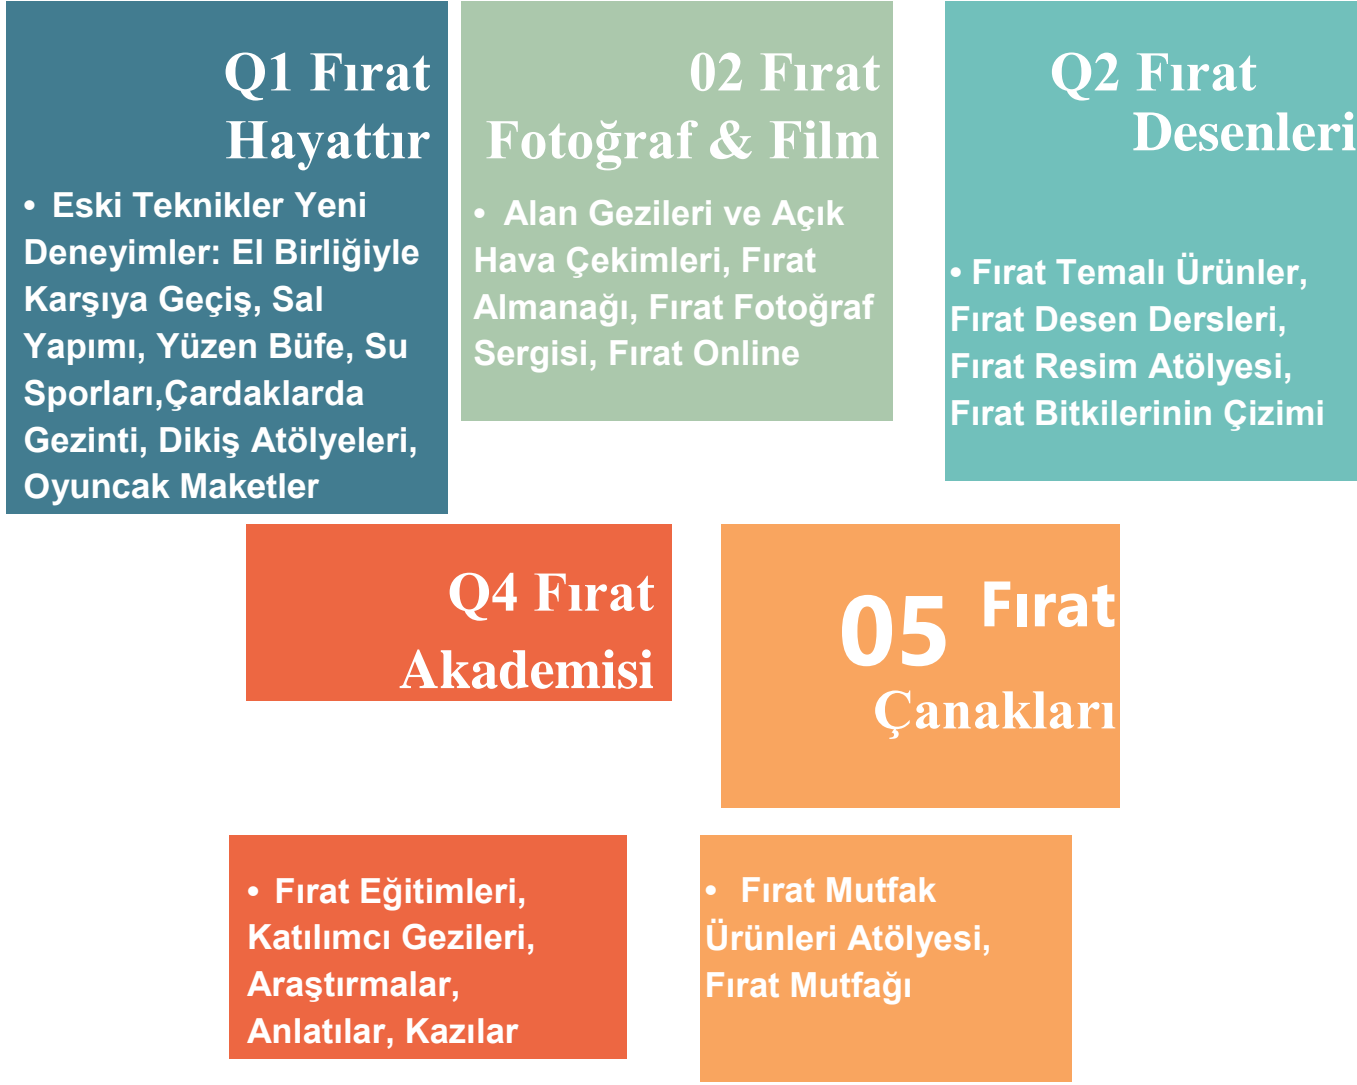 Q1 Fırat
Hayattır
• Eski Teknikler Yeni
Deneyimler: El Birliğiyle
Karşıya Geçiş, Sal
Yapımı, Yüzen Büfe, Su
Sporları,Çardaklarda
Gezinti, Dikiş Atölyeleri,
Oyuncak Maketler
02 Fırat
Fotoğraf & Film
• Alan Gezileri ve Açık
Hava Çekimleri, Fırat
Almanağı, Fırat Fotoğraf
Sergisi, Fırat Online
Q2 Fırat
Desenleri
• Fırat Temalı Ürünler,
Fırat Desen Dersleri,
Fırat Resim Atölyesi,
Fırat Bitkilerinin Çizimi
Q4 Fırat
Akademisi
• Fırat Eğitimleri,
Katılımcı Gezileri,
Araştırmalar,
Anlatılar, Kazılar
05 Fırat
Çanakları
• Fırat Mutfak
Ürünleri Atölyesi,
Fırat Mutfağı